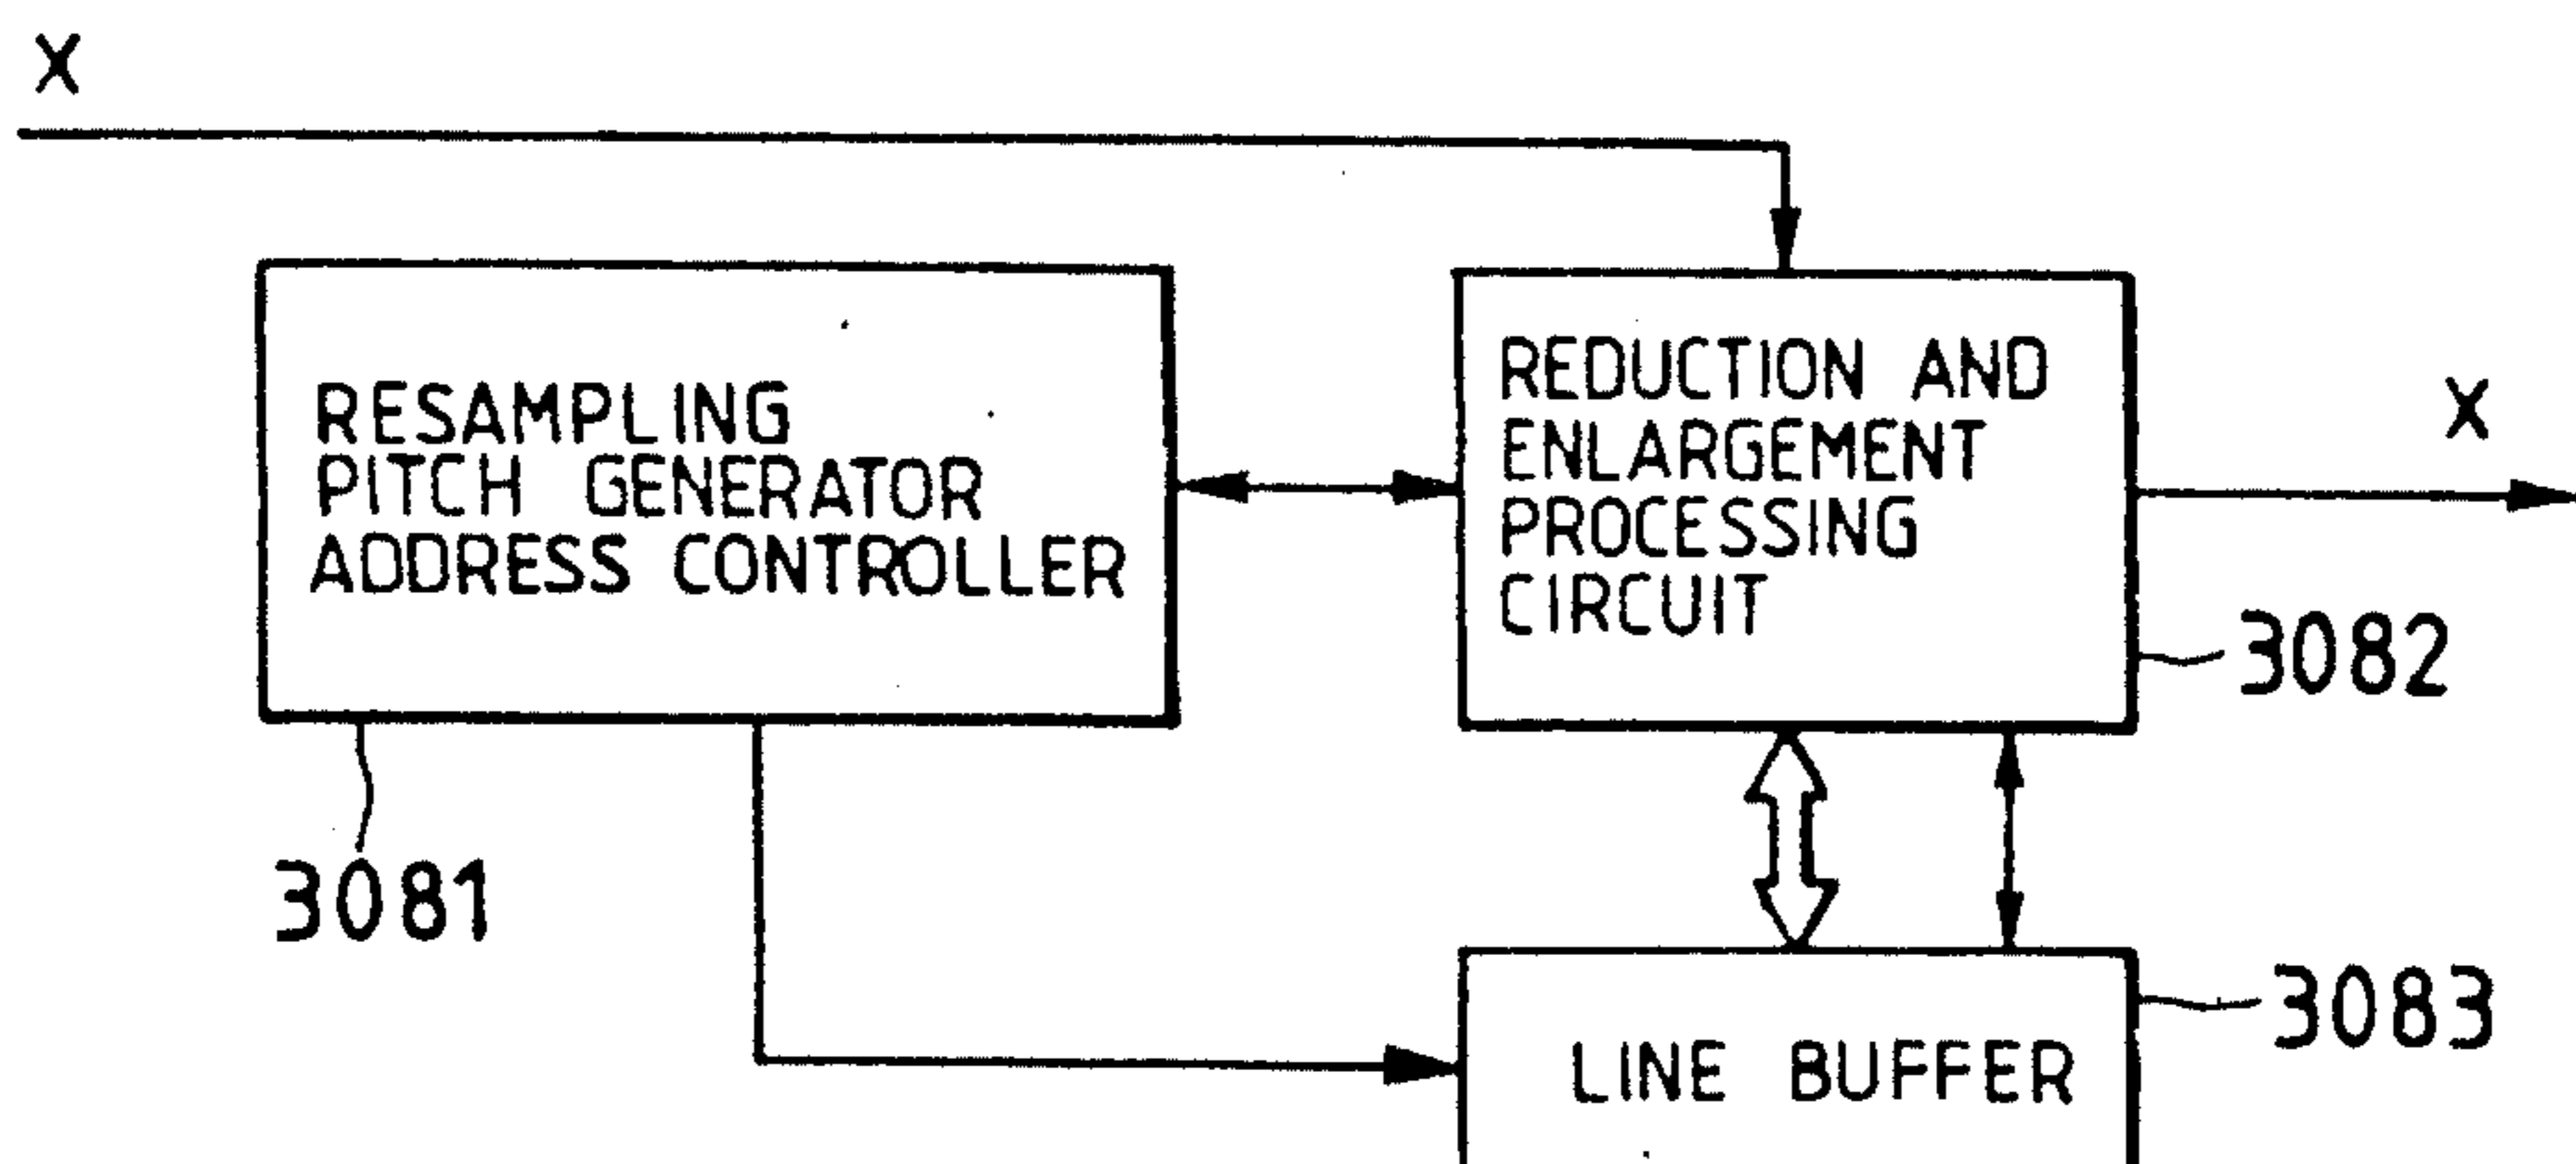 X
RESAMPLING
PITCH GENERATOR
ADDRESS CONTROLLER
REDUCTION AND
ENLARGEMENT
PROCESSING
CIRCUIT
X
3082
3081
3083
LINE BUFFER